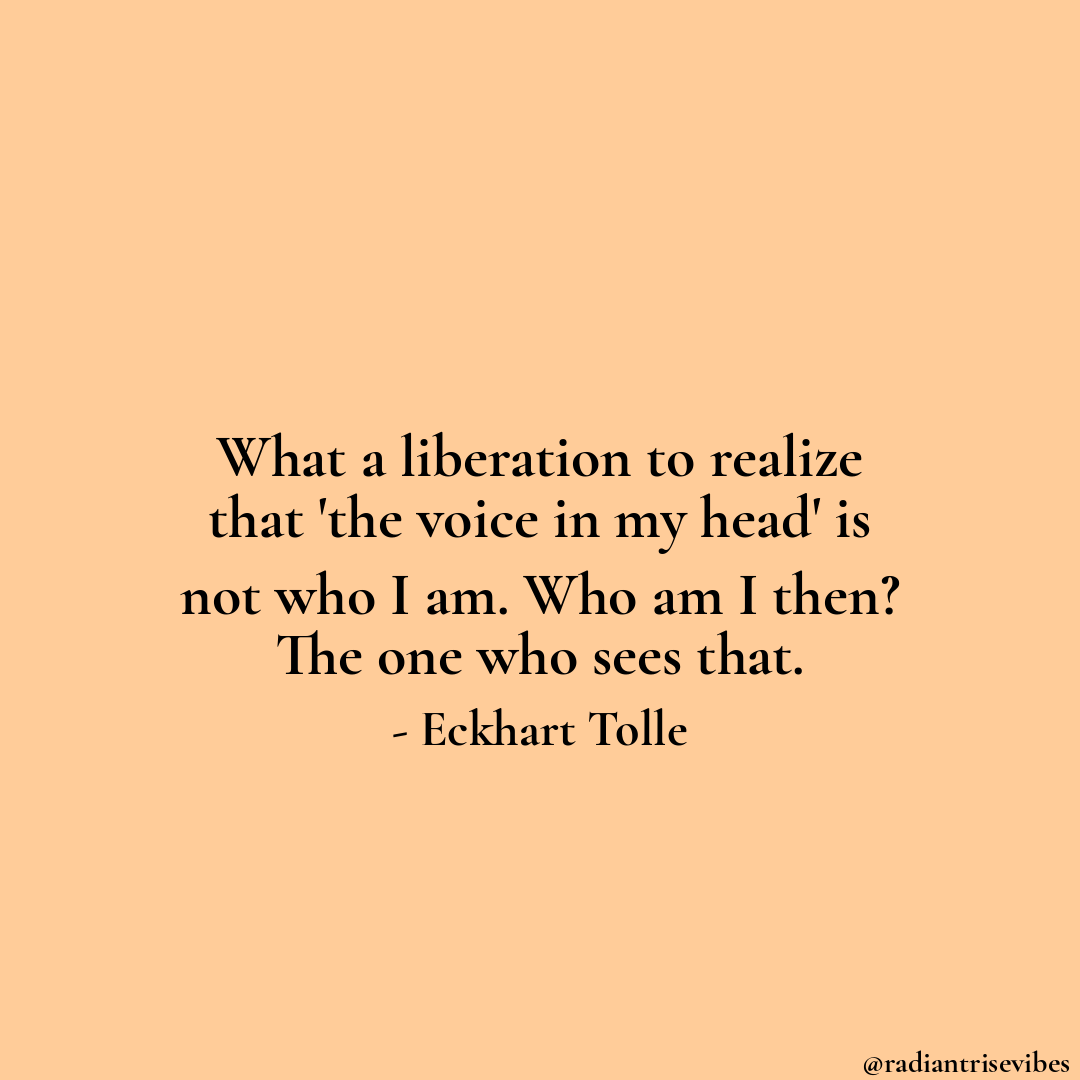 What a liberation to realize
that 'the voice in my head' is
not who I am. Who am I then?
The one who sees that.
- Eckhart Tolle
@radiantrisevibes